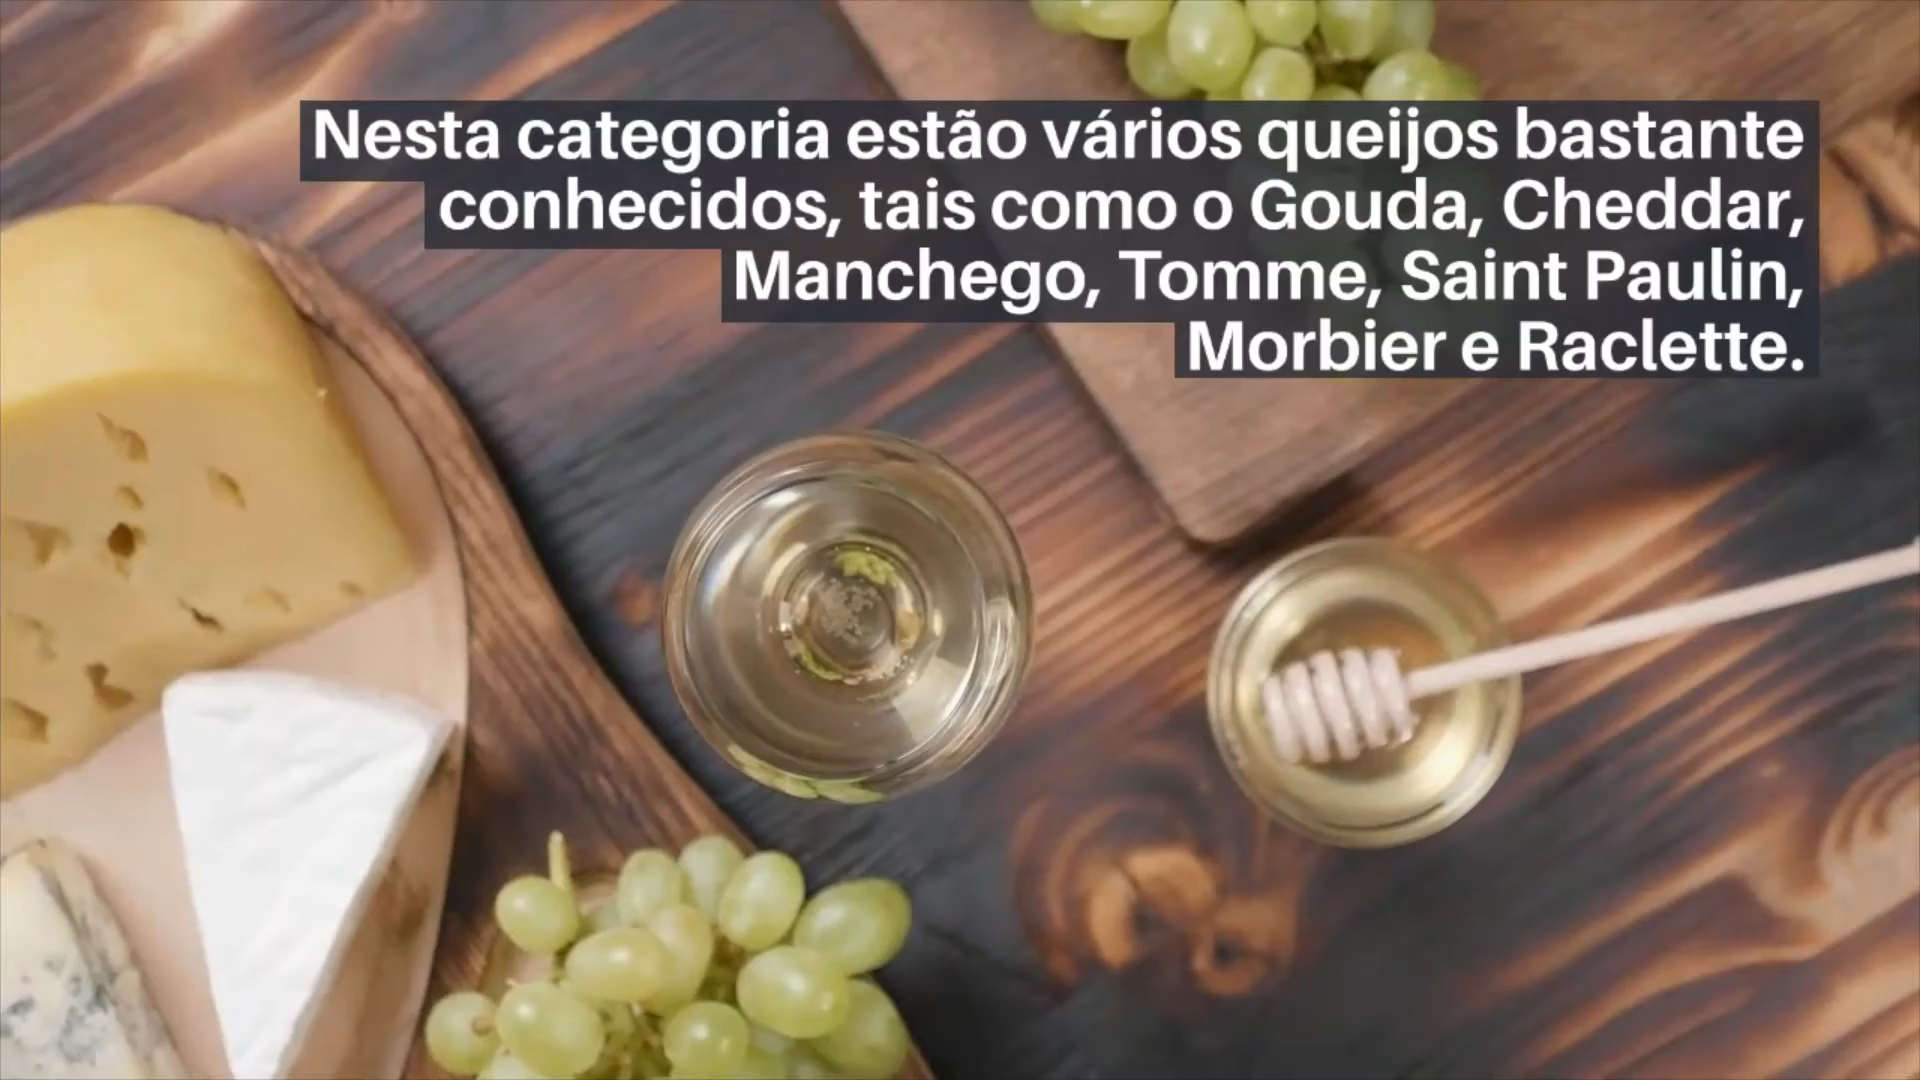 Nesta categoria estão vários queijos bastante
conhecidos, tais como o Gouda, Cheddar,
Manchego, Tomme, Saint Paulin,
Morbier e Raclette.